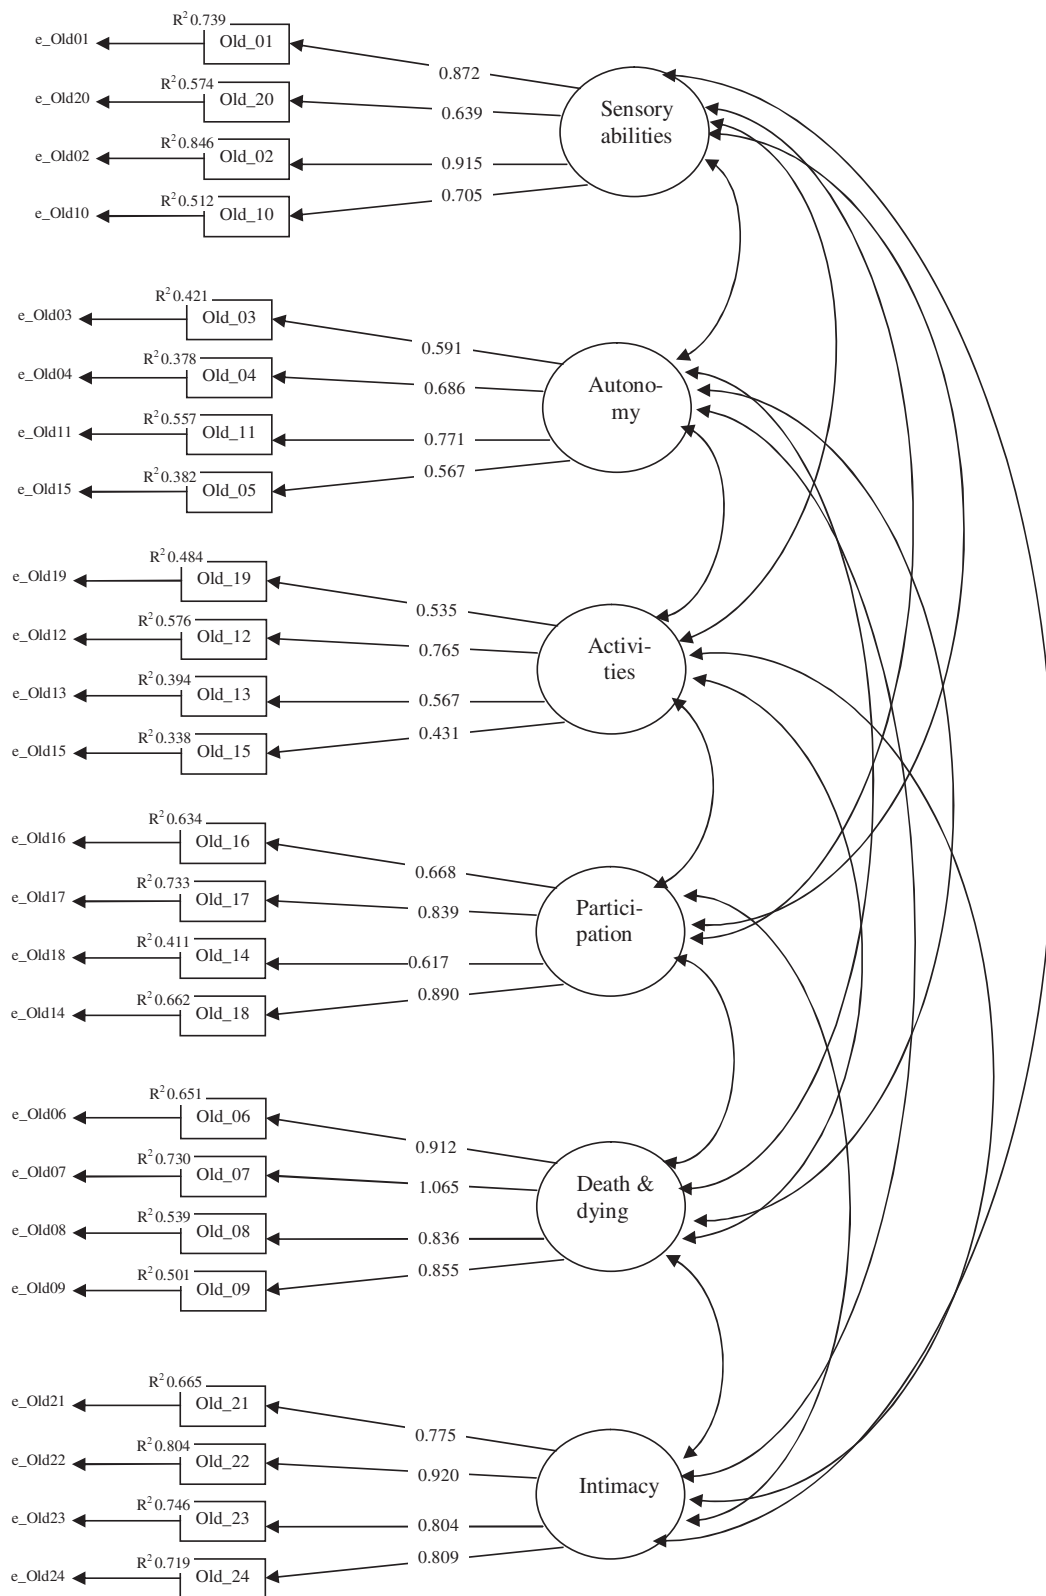 R² 0.739
e_Old01
Old_01
0.872
R² 0.574
e_Old20
Old_20
0.639
R² 0.846
e_Old02
Old_02
0.915
R² 0.512
e_Old10
Old_10
0.705
Sensory
abilities
R² 0.421
e_Old03
Old_03
0.591
R² 0.378
e_Old04
Old_04
0.686
R² 0.557
e_Old11
Old_11
0.771
R² 0.382
e_Old15
Old_05
0.567
Autono-
my
R² 0.484
e_Old19
Old_19
0.535
R² 0.576
e_Old12
Old_12
0.765
R² 0.394
e_Old13
Old_13
0.567
R² 0.338
e_Old15
Old_15
0.431
Activi-
ties
R² 0.634
e_Old16
Old_16
0.668
R² 0.733
e_Old17
Old_17
0.839
R² 0.411
e_Old18
Old_14
0.617
R² 0.662
e_Old14
Old_18
0.890
Partici-
pation
R² 0.651
e_Old06
Old_06
0.912
R² 0.730
e_Old07
Old_07
1.065
R² 0.539
e_Old08
Old_08
0.836
R² 0.501
e_Old09
Old_09
0.855
Death &
dying
R² 0.665
e_Old21
Old_21
0.775
R² 0.804
e_Old22
Old_22
0.920
R² 0.746
e_Old23
Old_23
0.804
R² 0.719
e_Old24
Old_24
0.809
Intimacy